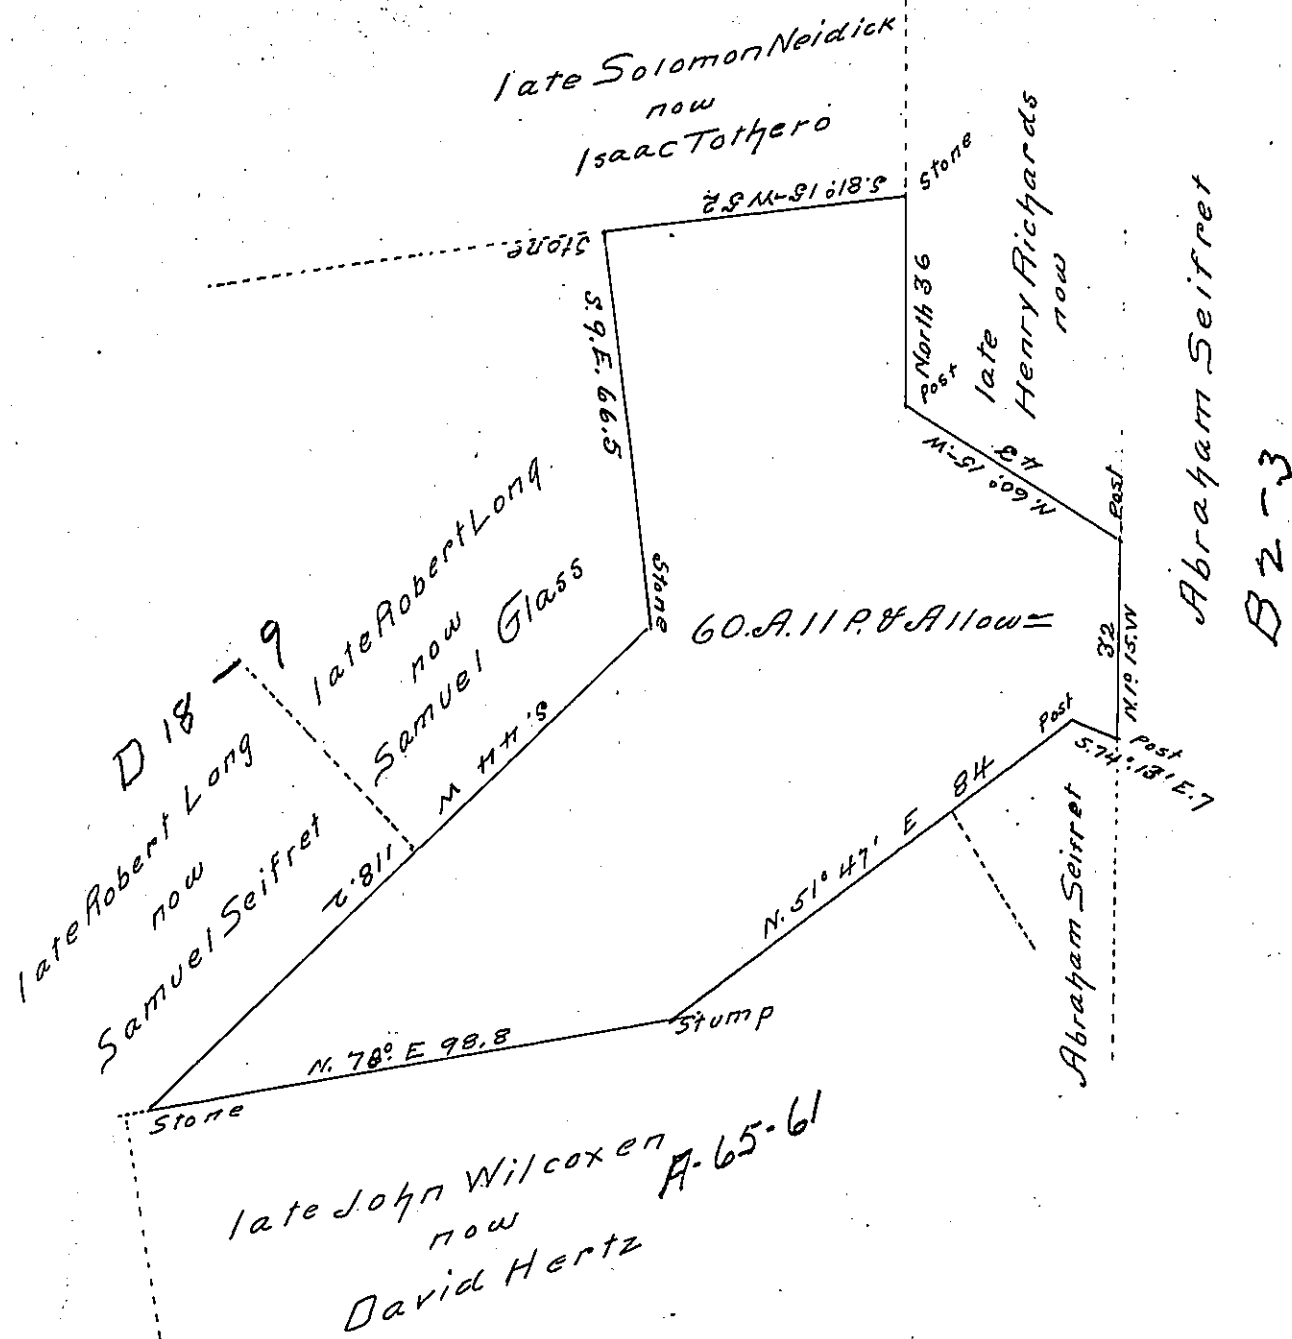 late Solomon Neidick
now
Isaac Tothero
S. 81° 15- W 52
Stone
Stone
North 36
late
Henry Richards
now
Abraham Seifret
B 2 - 3
Post
N. 60° 15- W
43
Post
S. 9. E. 66.5
Stone
60. A. 11 P. & Allow =
32
N. 1° 15. W
Post
Post
S. 74° 13' E. 7
Abraham Seifret
D 18 - 9
late Robert Long
now
Samuel Glass
late Robert Long
now
Samuel Seifret
S. 44 W
118.2
N. 51° 47' E 84
Stump
N. 78° E 98.8
Stone
late John Wilcoxen
now
David Hertz
A-65-61